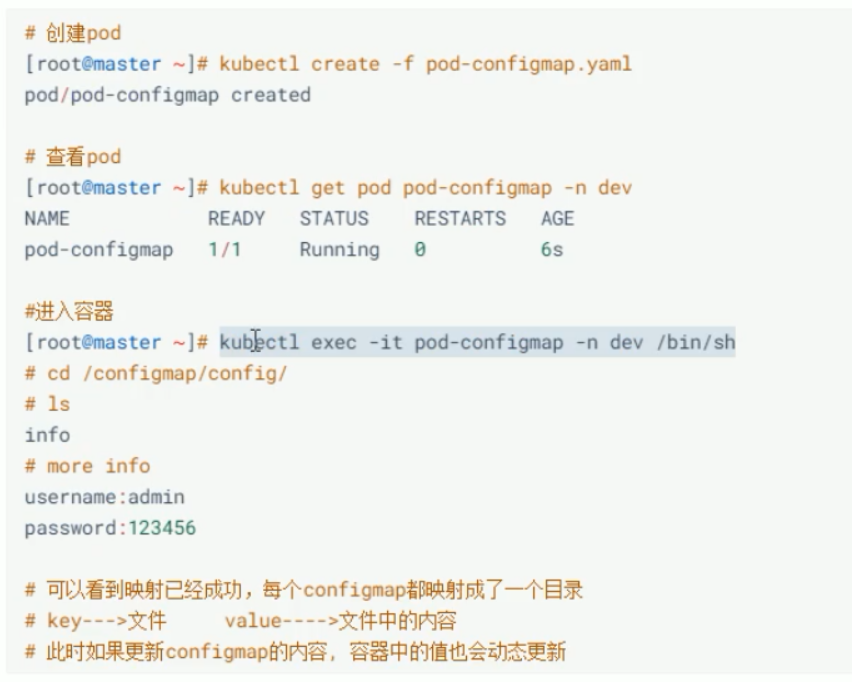 # 创建pod
[root@master ~]# kubectl create -f pod-configmap.yaml
pod/pod-configmap created
# 查看pod
[root@master ~]# kubectl get pod pod-configmap -n dev
NAME            READY   STATUS    RESTARTS   AGE
pod-configmap   1/1     Running   0          6s
#进入容器
[root@master ~]# kubectl exec -it pod-configmap -n dev /bin/sh
# cd /configmap/config/
# ls
info
# more info
username:admin
password:123456
# 可以看到映射已经成功，每个configmap都映射成了一个目录
# key--->文件     value---->文件中的内容
# 此时如果更新configmap的内容, 容器中的值也会动态更新